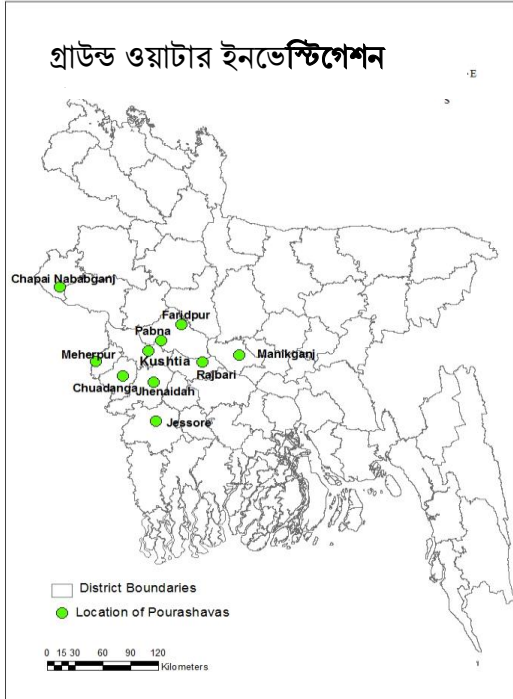 গ্রাউন্ড ওয়াটার ইনভেস্টিগেশন
E
S
Chapai Nababganj
Faridpur
Pabna
Meherpur
Kushtia
Manikganj
Rajbari
Chuadanga
Jhenaidah
Jessore
District Boundaries
Location of Pourashavas
0 15 30 60 90 120
Kilometers
1